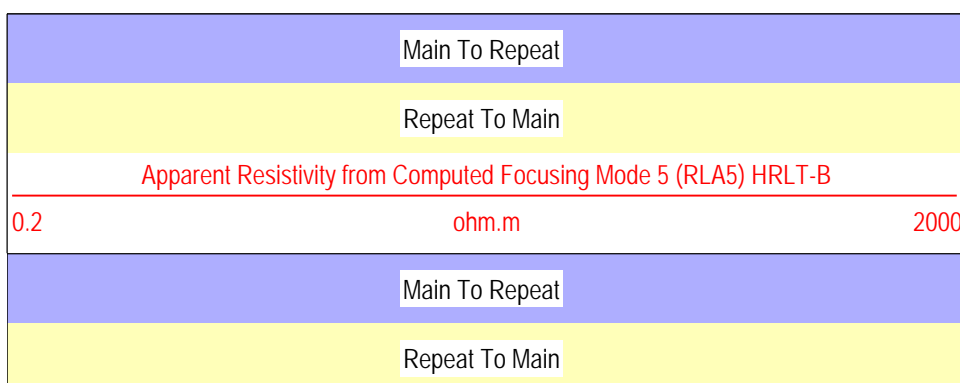 Main To Repeat
Repeat To Main
Apparent Resistivity from Computed Focusing Mode 5 (RLA5) HRLT-B
0.2 ohm.m 2000
Main To Repeat
Repeat To Main